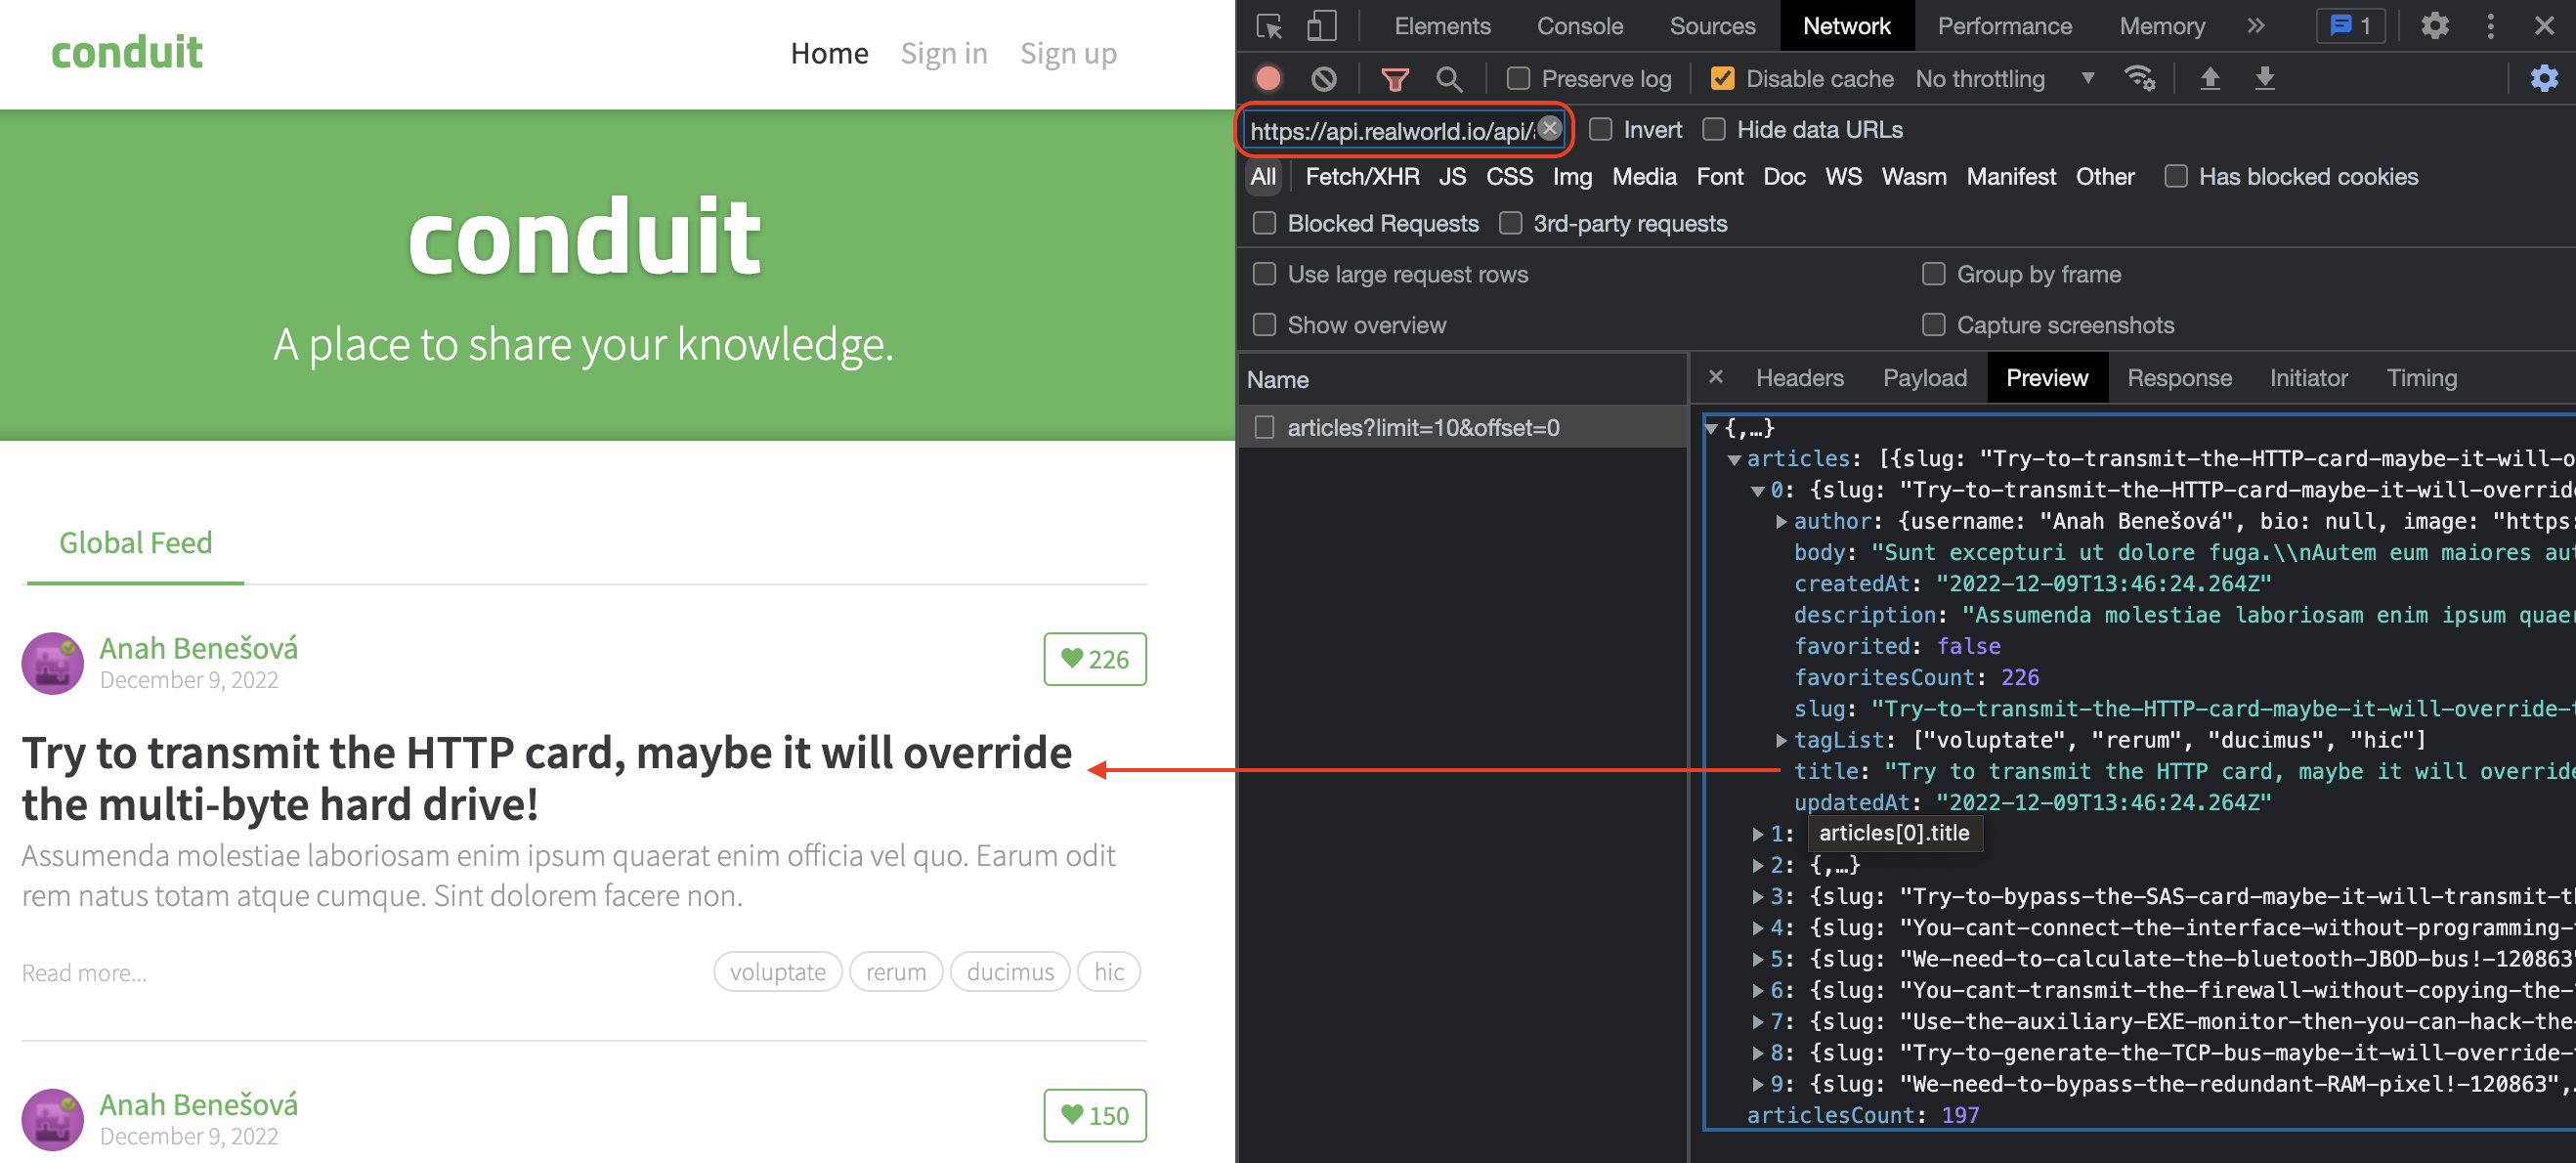 conduit
Home Sign in Sign up
conduit
A place to share your knowledge.
Global Feed
Anah Benešová
December 9, 2022
226
Try to transmit the HTTP card, maybe it will override
the multi-byte hard drive!
Assumenda molestiae laboriosam enim ipsum quaerat enim officia vel quo. Earum odit
rem natus totam atque cumque. Sint dolorem facere non.
Read more...
voluptate rerum ducimus hic
Anah Benešová
December 9, 2022
150
Elements Console Sources Network Performance Memory » 1
Preserve log Disable cache No throttling
https://api.realworld.io/api/ Invert Hide data URLs
All Fetch/XHR JS CSS Img Media Font Doc WS Wasm Manifest Other Has blocked cookies
Blocked Requests 3rd-party requests
Use large request rows Group by frame
Show overview Capture screenshots
Name
articles?limit=10&offset=0
Headers Payload Preview Response Initiator Timing
{,…}
articles: [{slug: "Try-to-transmit-the-HTTP-card-maybe-it-will-o
0: {slug: "Try-to-transmit-the-HTTP-card-maybe-it-will-overrid
author: {username: "Anah Benešová", bio: null, image: "https:
body: "Sunt excepturi ut dolore fuga.\\nAutem eum maiores aut
createdAt: "2022-12-09T13:46:24.264Z"
description: "Assumenda molestiae laboriosam enim ipsum quaer
favorited: false
favoritesCount: 226
slug: "Try-to-transmit-the-HTTP-card-maybe-it-will-override-t
tagList: ["voluptate", "rerum", "ducimus", "hic"]
title: "Try to transmit the HTTP card, maybe it will override
updatedAt: "2022-12-09T13:46:24.264Z"
1: articles[0].title
2: {,…}
3: {slug: "Try-to-bypass-the-SAS-card-maybe-it-will-transmit-th
4: {slug: "You-cant-connect-the-interface-without-programming-
5: {slug: "We-need-to-calculate-the-bluetooth-JBOD-bus!-120863"
6: {slug: "You-cant-transmit-the-firewall-without-copying-the-
7: {slug: "Use-the-auxiliary-EXE-monitor-then-you-can-hack-the-
8: {slug: "Try-to-generate-the-TCP-bus-maybe-it-will-override-
9: {slug: "We-need-to-bypass-the-redundant-RAM-pixel!-120863",.
articlesCount: 197